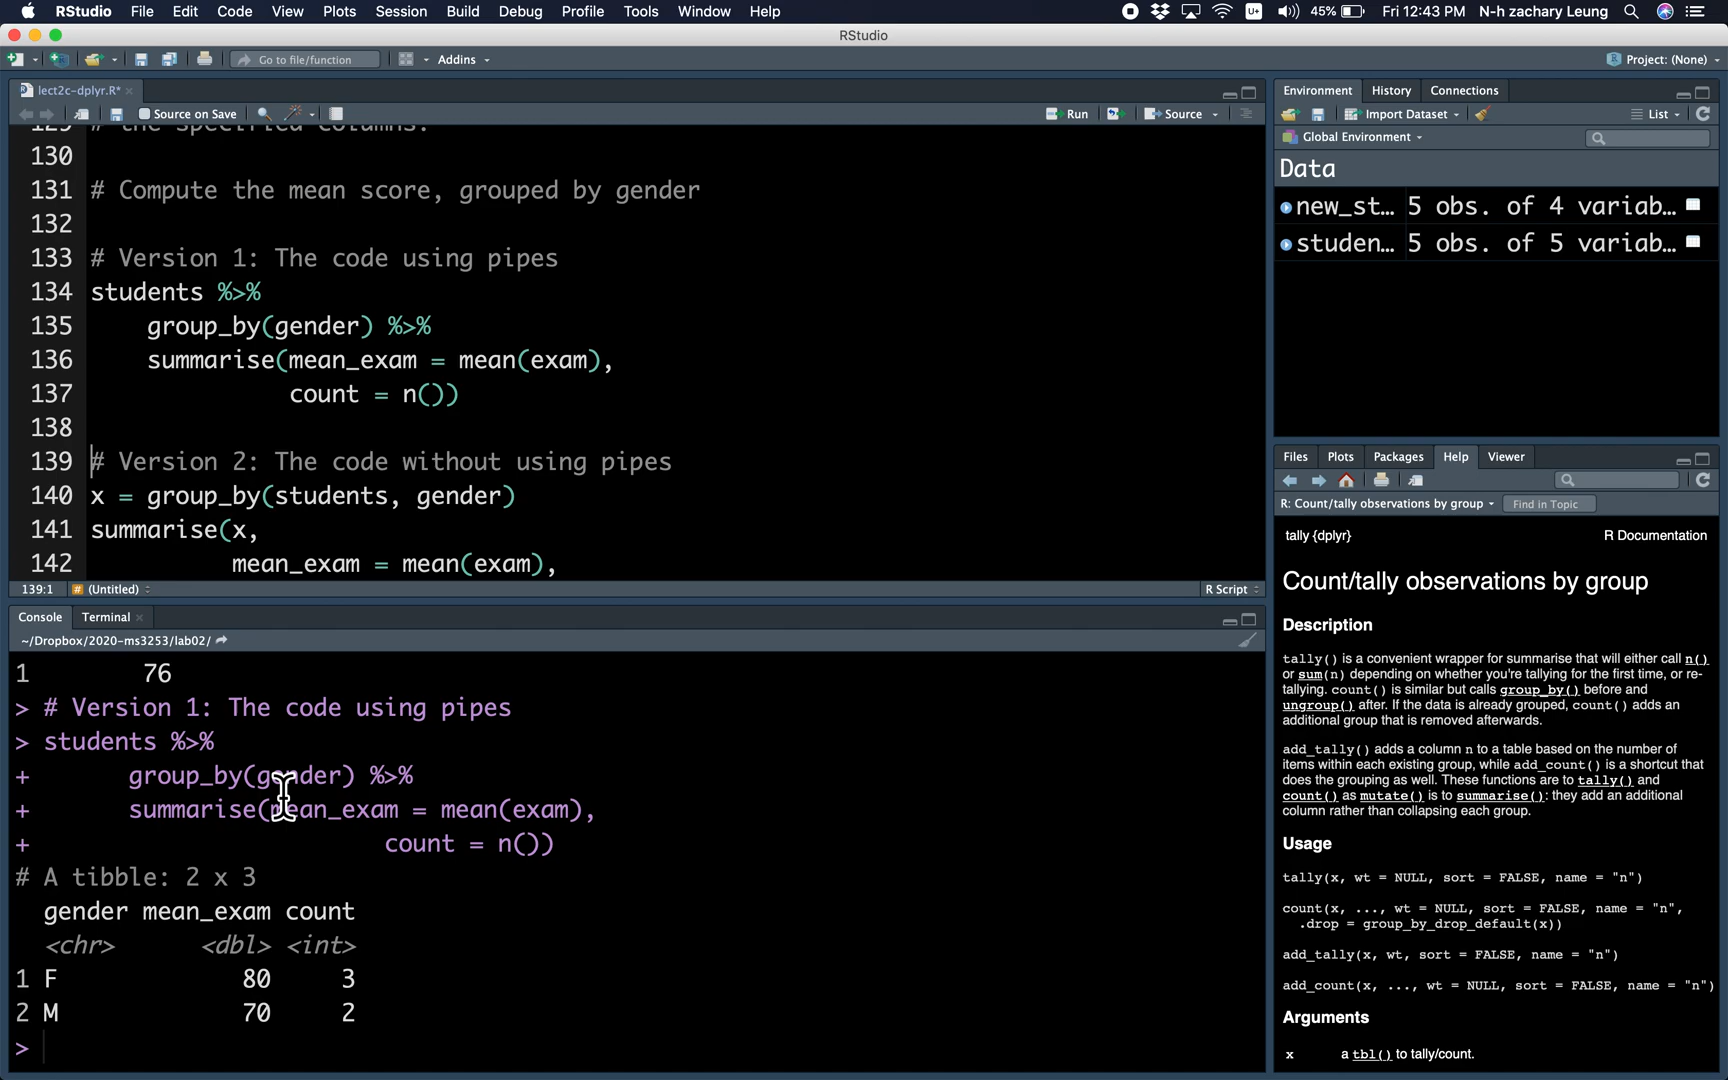 RStudio File Edit Code View Plots Session Build Debug Profile Tools Window Help 45% Fri 12:43 PM N-h zachary Leung
RStudio
Go to file/function Addins Project: (None)
lect2c-dplyr.R*
Source on Save Run Source
129 # the specified columns.
130
131 # Compute the mean score, grouped by gender
132
133 # Version 1: The code using pipes
134 students %>%
135 group_by(gender) %>%
136 summarise(mean_exam = mean(exam),
137 count = n())
138
139 # Version 2: The code without using pipes
140 x = group_by(students, gender)
141 summarise(x,
142 mean_exam = mean(exam),
139:1 # (Untitled) R Script
Console Terminal
~/Dropbox/2020-ms3253/lab02/
1 76
> # Version 1: The code using pipes
> students %>%
+ group_by(gender) %>%
+ summarise(mean_exam = mean(exam),
+ count = n())
# A tibble: 2 x 3
gender mean_exam count
<chr> <dbl> <int>
1 F 80 3
2 M 70 2
>
Environment History Connections
Import Dataset List
Global Environment
Data
new_st... 5 obs. of 4 variab...
studen... 5 obs. of 5 variab...
Files Plots Packages Help Viewer
R: Count/tally observations by group Find in Topic
tally {dplyr} R Documentation
Count/tally observations by group
Description
tally() is a convenient wrapper for summarise that will either call n()
or sum(n) depending on whether you're tallying for the first time, or re-
tallying. count() is similar but calls group_by() before and
ungroup() after. If the data is already grouped, count() adds an
additional group that is removed afterwards.
add_tally() adds a column n to a table based on the number of
items within each existing group, while add_count() is a shortcut that
does the grouping as well. These functions are to tally() and
count() as mutate() is to summarise(): they add an additional
column rather than collapsing each group.
Usage
tally(x, wt = NULL, sort = FALSE, name = "n")
count(x, ..., wt = NULL, sort = FALSE, name = "n",
.drop = group_by_drop_default(x))
add_tally(x, wt, sort = FALSE, name = "n")
add_count(x, ..., wt = NULL, sort = FALSE, name = "n")
Arguments
x a tbl() to tally/count.